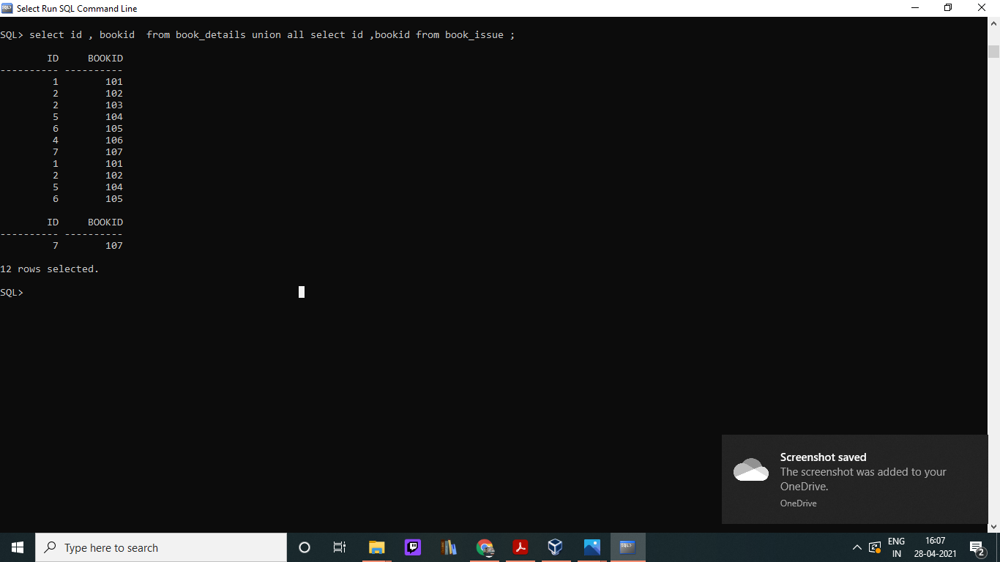 Select Run SQL Command Line
SQL> select id , bookid  from book_details union all select id ,bookid from book_issue ;
        ID     BOOKID
---------- ----------
         1        101
         2        102
         2        103
         5        104
         6        105
         4        106
         7        107
         1        101
         2        102
         5        104
         6        105
        ID     BOOKID
---------- ----------
         7        107
12 rows selected.
SQL>
Screenshot saved
The screenshot was added to your
OneDrive.
OneDrive
Type here to search
SQL>
ENG
IN
16:07
28-04-2021
2